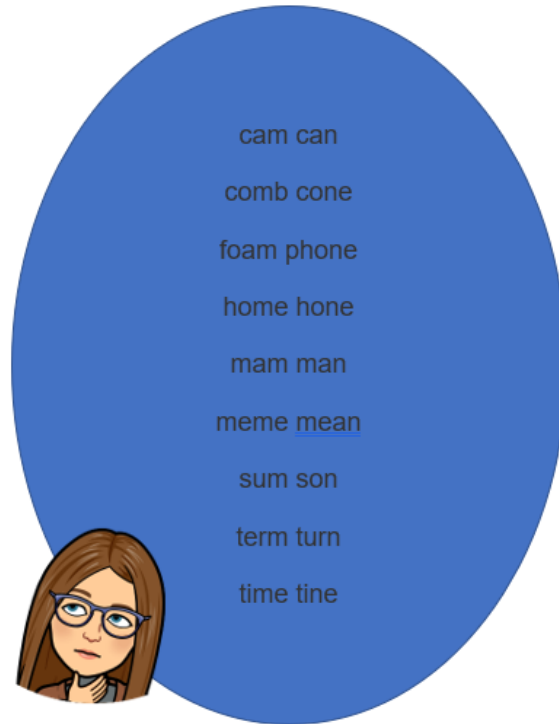 cam can
comb cone
foam phone
home hone
mam man
meme mean
sum son
term turn
time tine